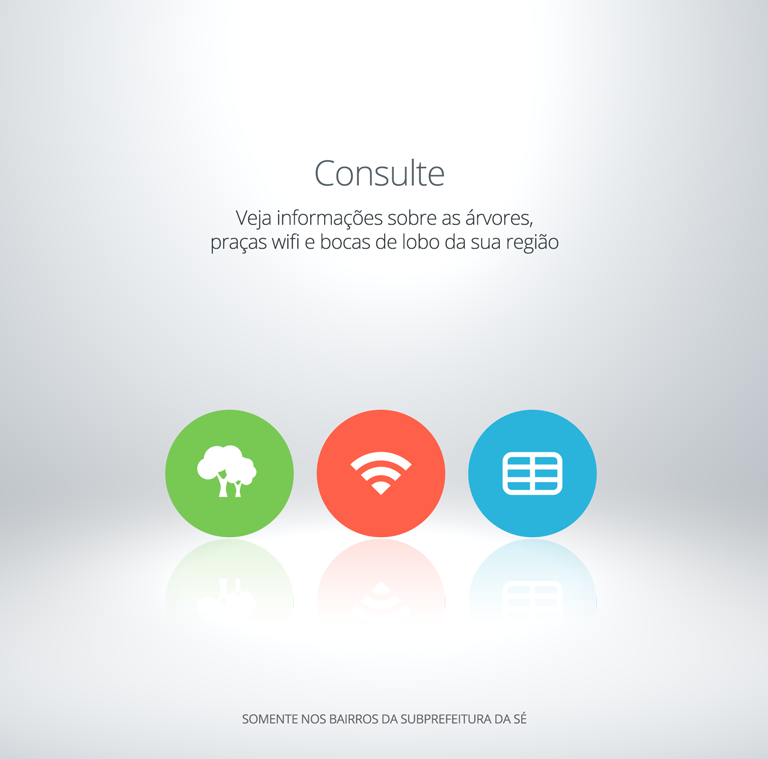 Consulte
Veja informações sobre as árvores,
praças wifi e bocas de lobo da sua região
SOMENTE NOS BAIRROS DA SUBPREFEITURA DA SÉ